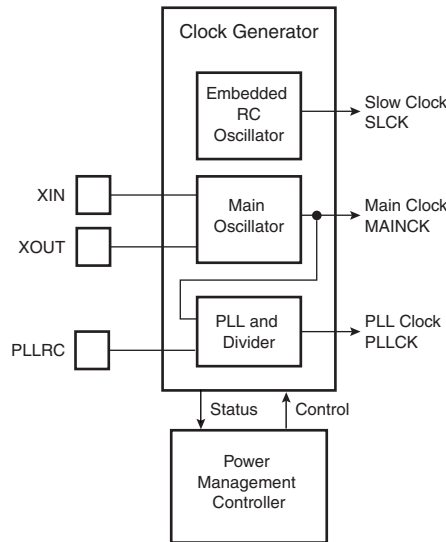 Clock Generator
Embedded
RC
Oscillator
Slow Clock
SLCK
XIN
Main
Oscillator
Main Clock
MAINCK
XOUT
PLL and
Divider
PLL Clock
PLLCK
PLLRC
Status
Control
Power
Management
Controller